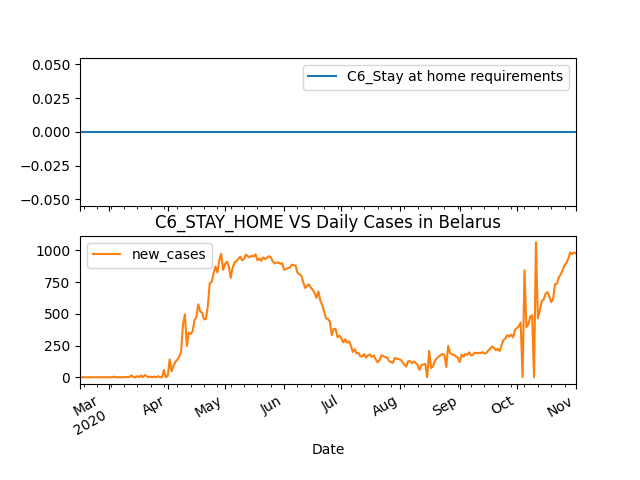 0.050
C6_Stay at home requirements
0.025
0.000
−0.025
−0.050
C6_STAY_HOME VS Daily Cases in Belarus
1000
new_cases
750
500
250
0
Mar
2020
Apr
May
Jun
Jul
Aug
Sep
Oct
Nov
Date